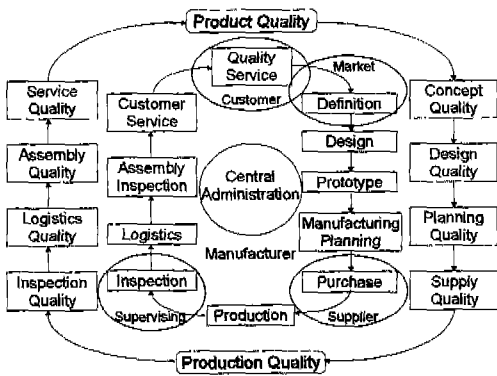 Product Quality
Quality
Service
Market
Customer
Definition
Service
Quality
Customer
Service
Concept
Quality
Design
Assembly
Quality
Assembly
Inspection
Central
Administration
Prototype
Design
Quality
Logistics
Quality
Logistics
Manufacturer
Manufacturing
Planning
Planning
Quality
Inspection
Quality
Inspection
Supervising
Production
Purchase
Supplier
Supply
Quality
Production Quality